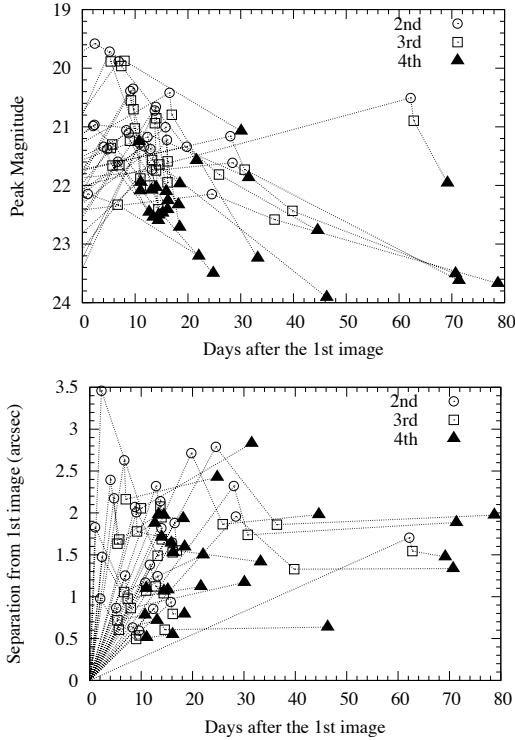 19
20
21
22
23
24
Peak Magnitude
2nd
3rd
4th
0 10 20 30 40 50 60 70 80
Days after the 1st image
3.5
3
2.5
2
1.5
1
0.5
0
Separation from 1st image (arcsec)
2nd
3rd
4th
0 10 20 30 40 50 60 70 80
Days after the 1st image